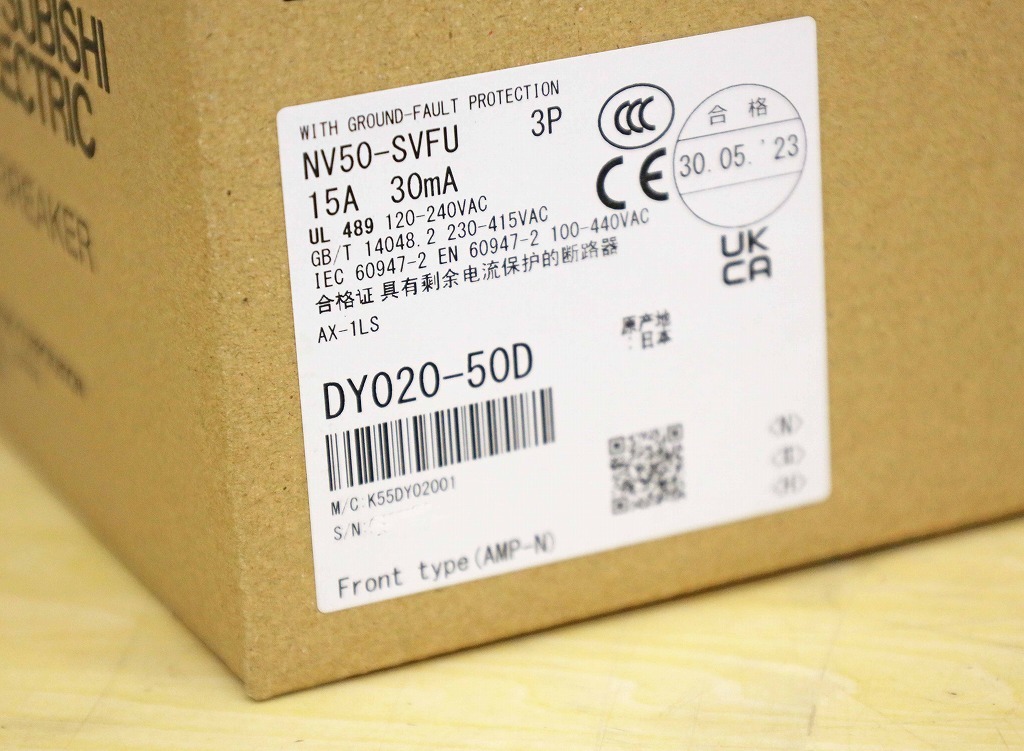 SUBISHI
ECTRIC
BREAKER
WITH GROUND-FAULT PROTECTION
NV50-SVFU 3P
15A 30mA
UL 489 120-240VAC
GB/T 14048.2 230-415VAC
IEC 60947-2 EN 60947-2 100-440VAC
合格证 具有剩余电流保护的断路器
AX-1LS
CCC
CE
合 格
30.05.'23
UK
CA
原产地
:日本
DY020-50D
M/C:K55DY02001
S/N:
<N>
Front type(AMP-N)